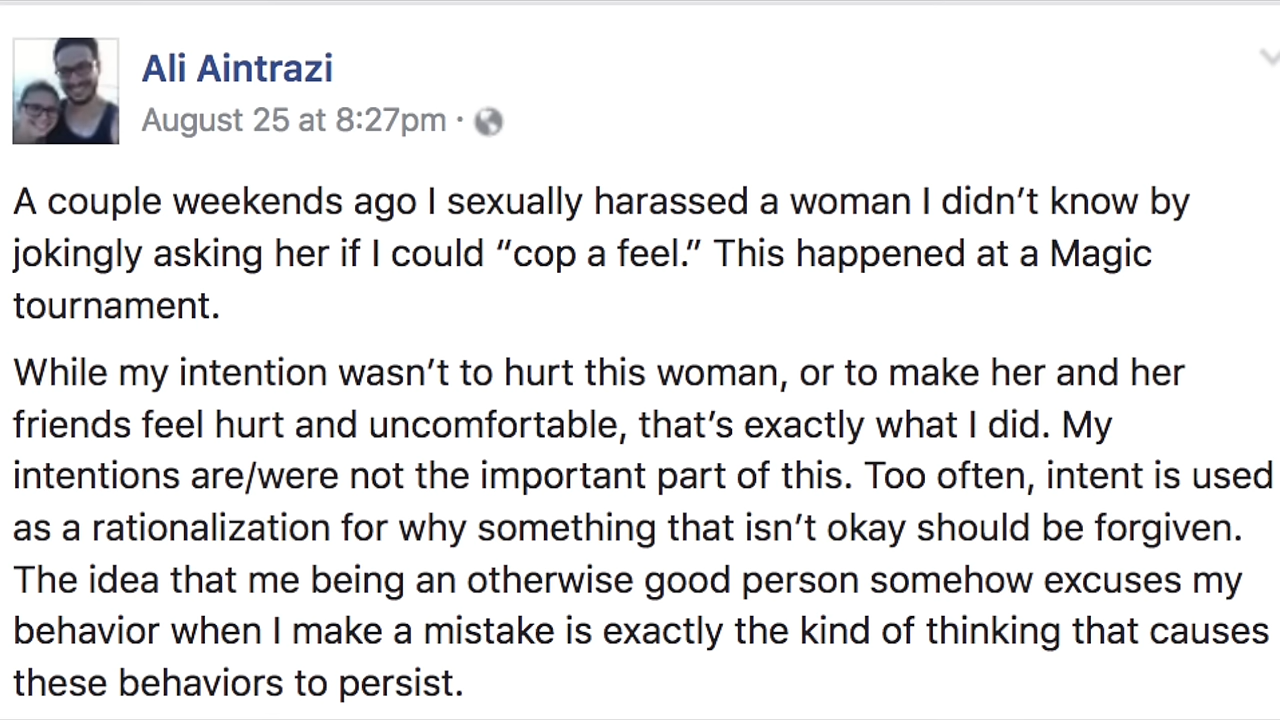 Ali Aintrazi
August 25 at 8:27pm ·
A couple weekends ago I sexually harassed a woman I didn’t know by
jokingly asking her if I could “cop a feel.” This happened at a Magic
tournament.
While my intention wasn’t to hurt this woman, or to make her and her
friends feel hurt and uncomfortable, that’s exactly what I did. My
intentions are/were not the important part of this. Too often, intent is used
as a rationalization for why something that isn’t okay should be forgiven.
The idea that me being an otherwise good person somehow excuses my
behavior when I make a mistake is exactly the kind of thinking that causes
these behaviors to persist.